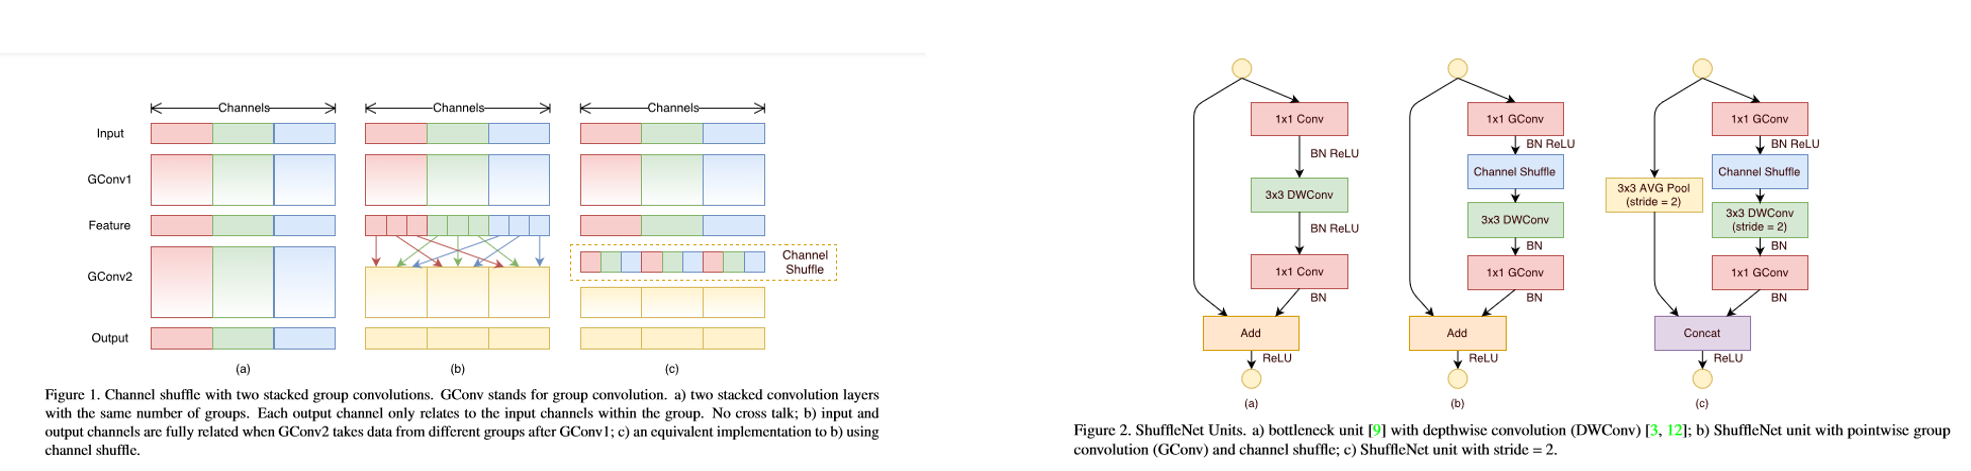 Channels
Channels
Channels
Input
GConv1
Feature
GConv2
Output
Channel
Shuffle
(a)
(b)
(c)
Figure 1. Channel shuffle with two stacked group convolutions. GConv stands for group convolution. a) two stacked convolution layers
with the same number of groups. Each output channel only relates to the input channels within the group. No cross talk; b) input and
output channels are fully related when GConv2 takes data from different groups after GConv1; c) an equivalent implementation to b) using
channel shuffle.
1x1 Conv
BN ReLU
3x3 DWConv
BN ReLU
1x1 Conv
BN
Add
ReLU
(a)
1x1 GConv
BN ReLU
Channel Shuffle
3x3 DWConv
BN
1x1 GConv
BN
Add
ReLU
(b)
3x3 AVG Pool
(stride = 2)
1x1 GConv
BN ReLU
Channel Shuffle
3x3 DWConv
(stride = 2)
BN
1x1 GConv
BN
Concat
ReLU
(c)
Figure 2. ShuffleNet Units. a) bottleneck unit [9] with depthwise convolution (DWConv) [3, 12]; b) ShuffleNet unit with pointwise group
convolution (GConv) and channel shuffle; c) ShuffleNet unit with stride = 2.